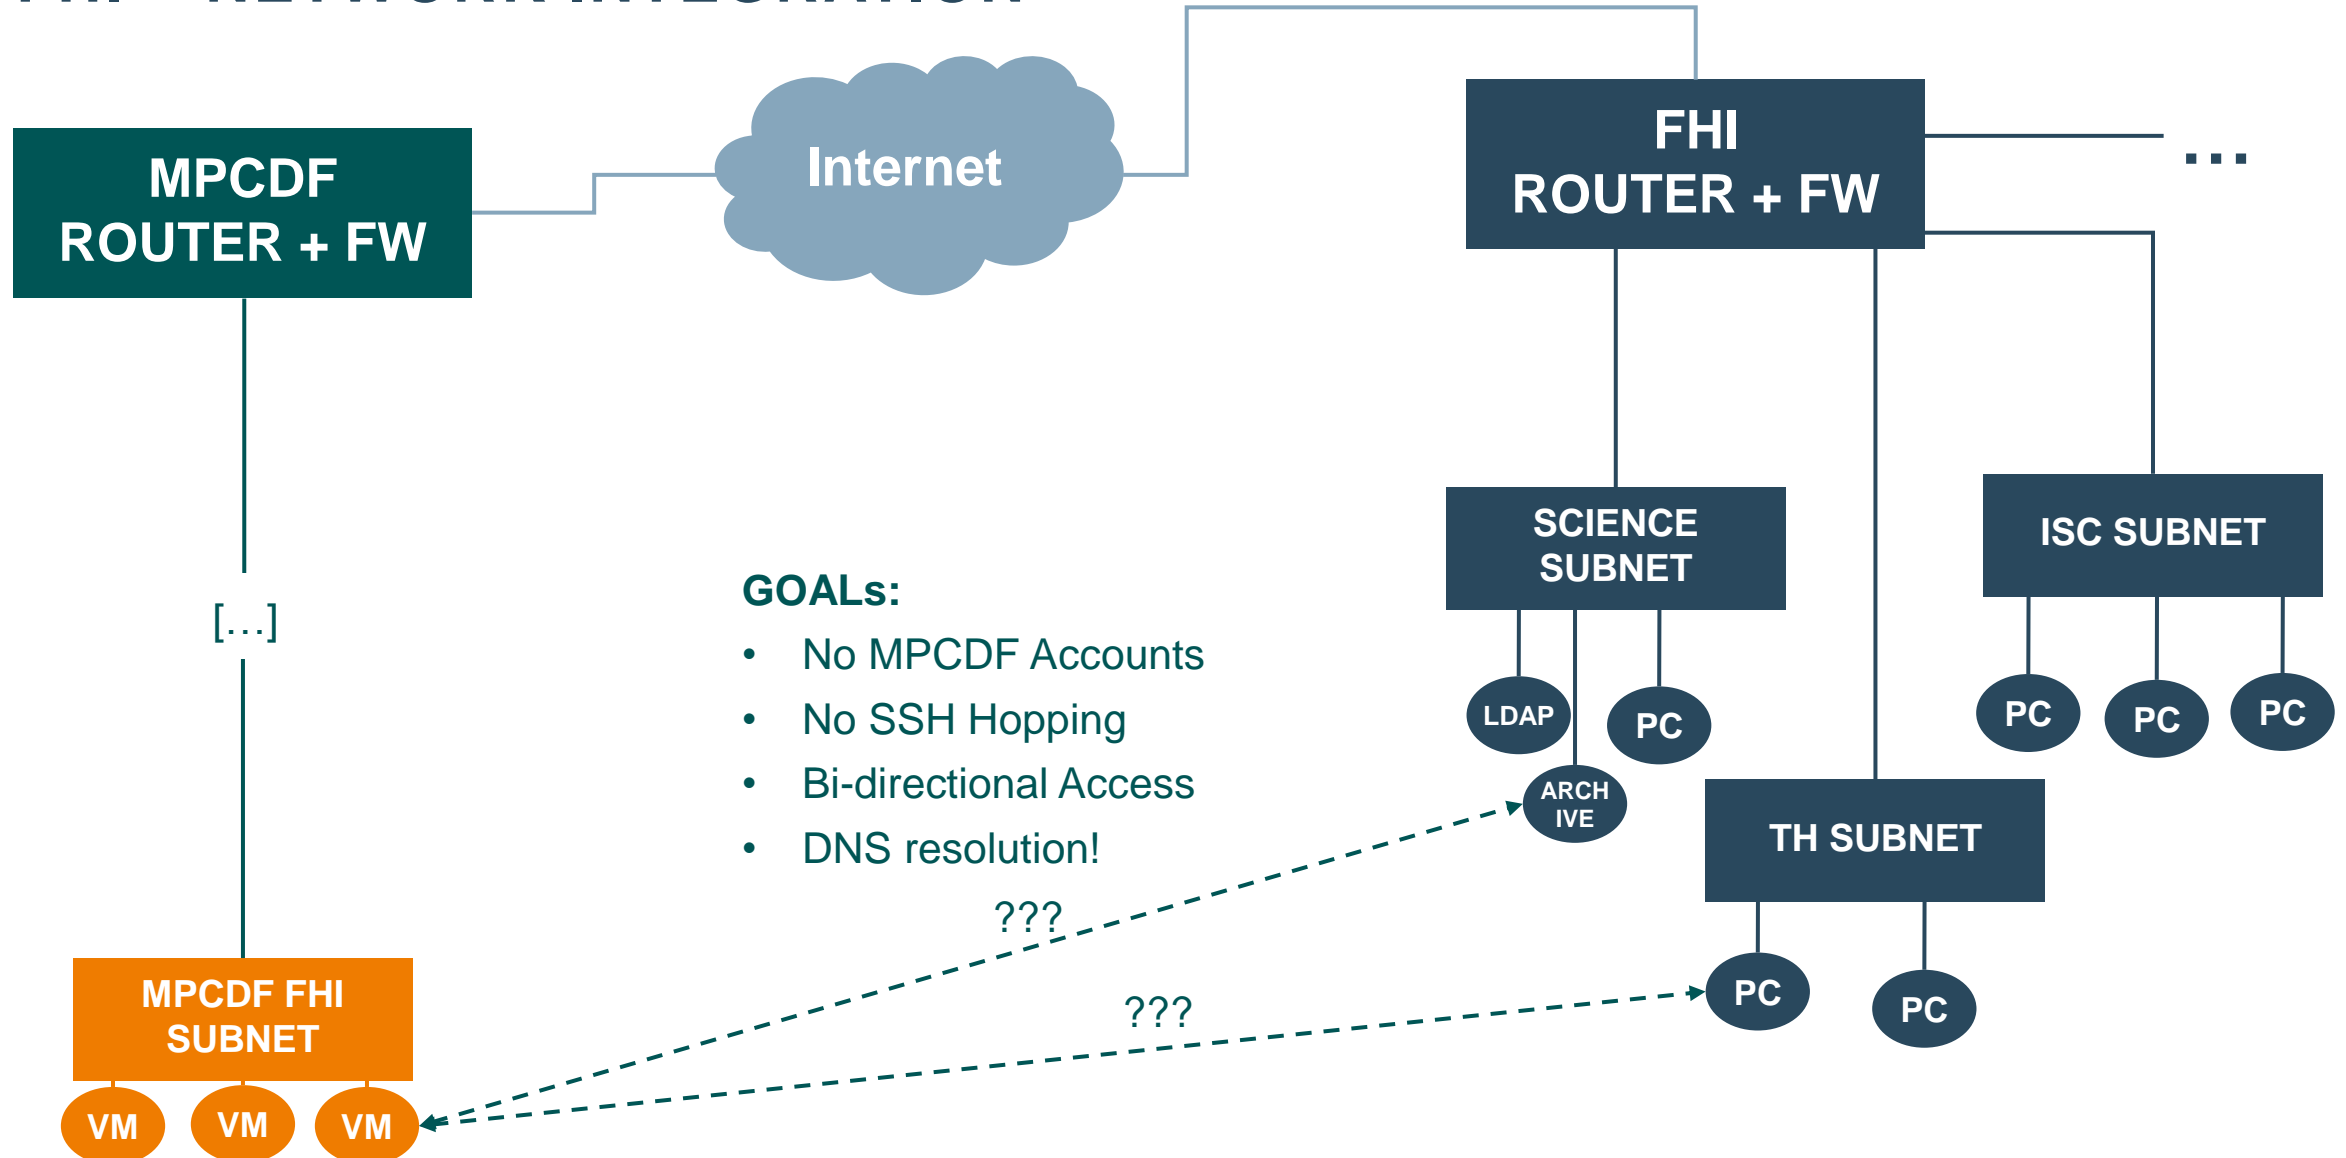 MPCDF
ROUTER + FW
Internet
FHI
ROUTER + FW
...
SCIENCE
SUBNET
ISC SUBNET
[...]
GOALs:
• No MPCDF Accounts
• No SSH Hopping
• Bi-directional Access
• DNS resolution!
LDAP
PC
PC
PC
PC
ARCH
IVE
TH SUBNET
???
???
PC
PC
MPCDF FHI
SUBNET
VM
VM
VM